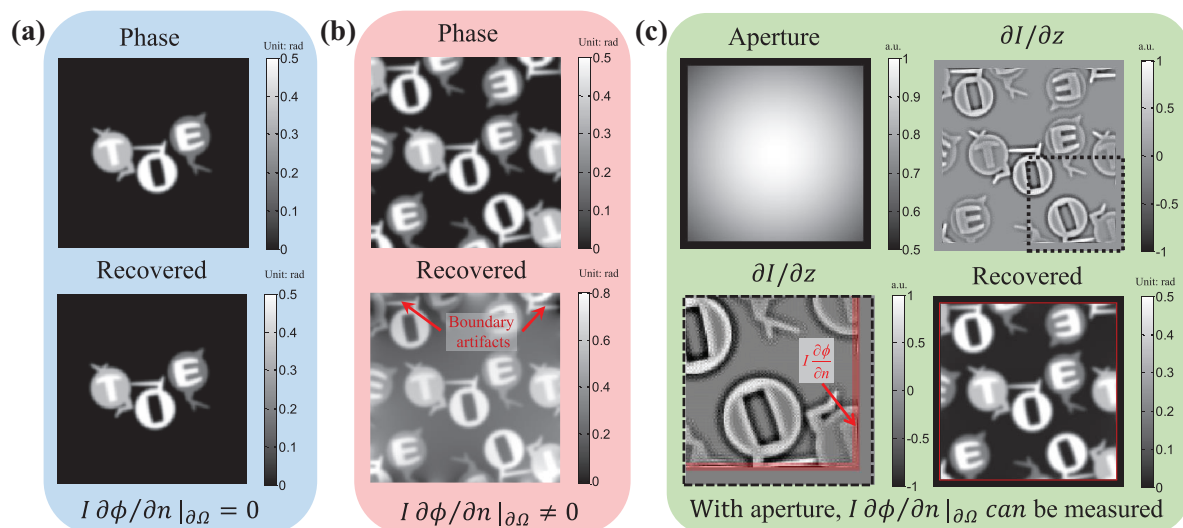 (a)
Phase
Unit: rad
0.5
0.4
0.3
0.2
0.1
0
T O E
Recovered
Unit: rad
0.5
0.4
0.3
0.2
0.1
0
T O E
I ∂ϕ/∂n |∂Ω = 0
(b)
Phase
Unit: rad
0.5
0.4
0.3
0.2
0.1
0
Recovered
Unit: rad
0.8
0.6
0.4
0.2
0
Boundary
artifacts
I ∂ϕ/∂n |∂Ω ≠ 0
(c)
Aperture
a.u.
1
0.9
0.8
0.7
0.6
0.5
∂I/∂z
a.u.
1
0.5
0
-0.5
-1
∂I/∂z
a.u.
1
0.5
0
-0.5
-1
I ∂ϕ/∂n
Recovered
Unit: rad
0.5
0.4
0.3
0.2
0.1
0
With aperture, I ∂ϕ/∂n |∂Ω can be measured